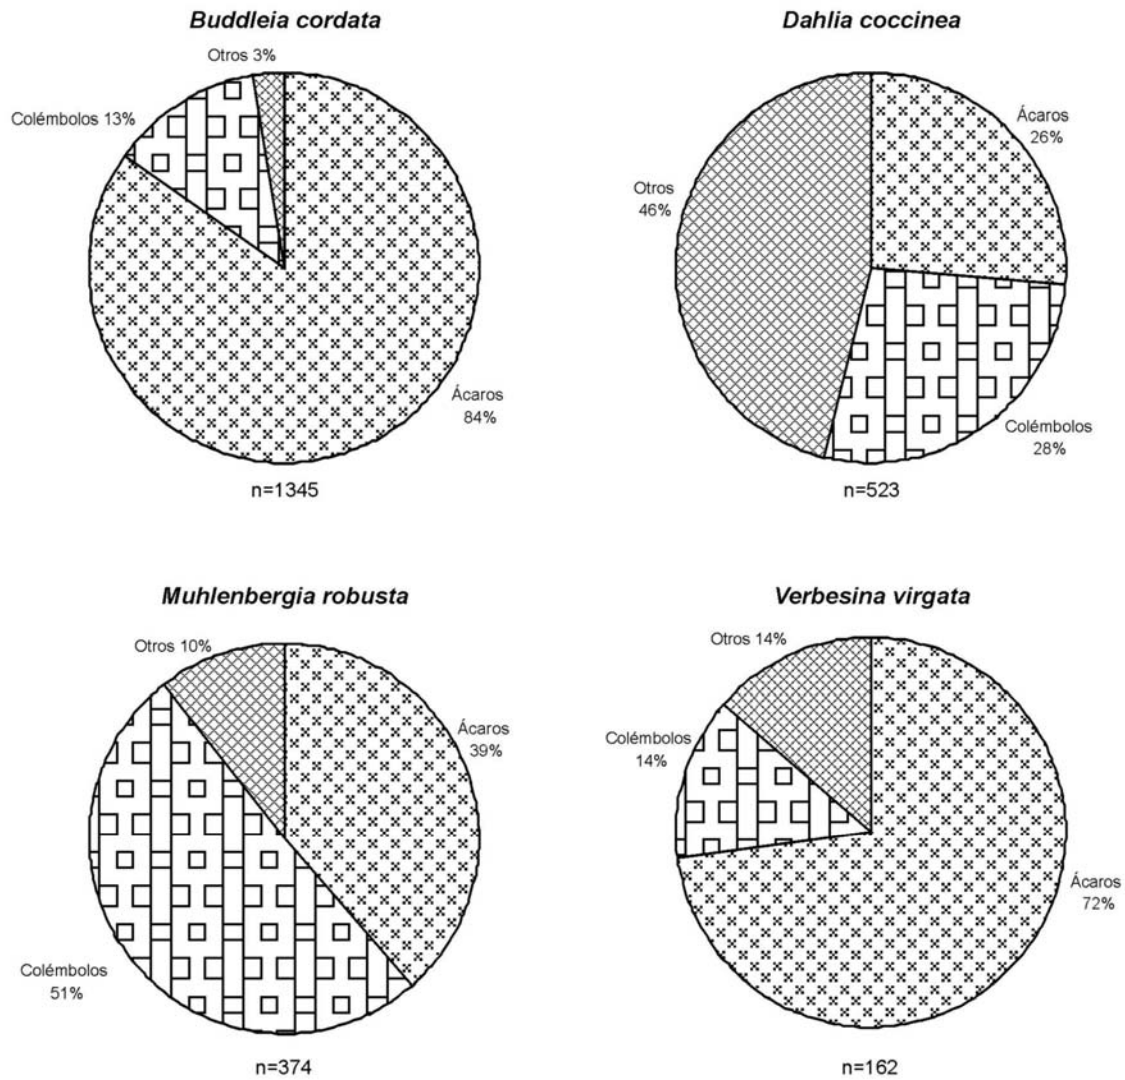 Buddleia cordata
Otros 3%
Colémbolos 13%
Ácaros
84%
n=1345
Dahlia coccinea
Ácaros
26%
Otros
46%
Colémbolos
28%
n=523
Muhlenbergia robusta
Otros 10%
Ácaros
39%
Colémbolos
51%
n=374
Verbesina virgata
Otros 14%
Colémbolos
14%
Ácaros
72%
n=162